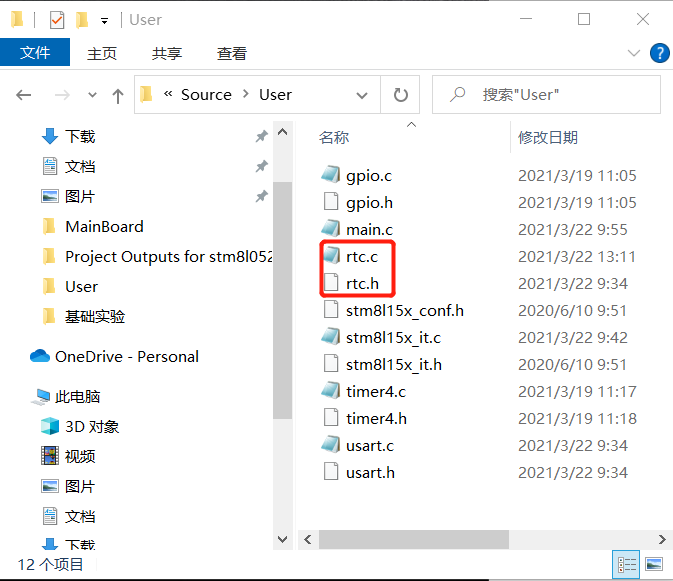 User
文件 主页 共享 查看
« Source > User
搜索"User"
下载
文档
图片
MainBoard
Project Outputs for stm8l052
User
基础实验
OneDrive - Personal
此电脑
3D 对象
视频
图片
文档
下载
名称 修改日期
gpio.c 2021/3/19 11:05
gpio.h 2021/3/19 11:05
main.c 2021/3/22 9:55
rtc.c 2021/3/22 13:11
rtc.h 2021/3/22 9:34
stm8l15x_conf.h 2020/6/10 9:51
stm8l15x_it.c 2021/3/22 9:42
stm8l15x_it.h 2020/6/10 9:51
timer4.c 2021/3/19 11:17
timer4.h 2021/3/19 11:18
usart.c 2021/3/22 9:34
usart.h 2021/3/22 9:34
12 个项目